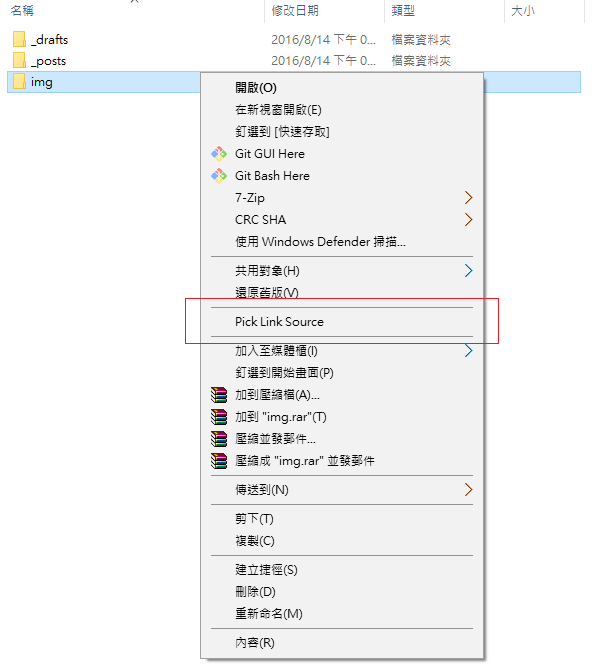 名稱 修改日期 類型 大小
_drafts 2016/8/14 下午 0... 檔案資料夾
_posts 2016/8/14 下午 0... 檔案資料夾
img
開啟(O)
在新視窗開啟(E)
釘選到 [快速存取]
Git GUI Here
Git Bash Here
7-Zip
CRC SHA
使用 Windows Defender 掃描...
共用對象(H)
還原舊版(V)
Pick Link Source
加入至媒體櫃(I)
釘選到開始畫面(P)
加到壓縮檔(A)...
加到 "img.rar"(T)
壓縮並發郵件...
壓縮成 "img.rar" 並發郵件
傳送到(N)
剪下(T)
複製(C)
建立捷徑(S)
刪除(D)
重新命名(M)
內容(R)